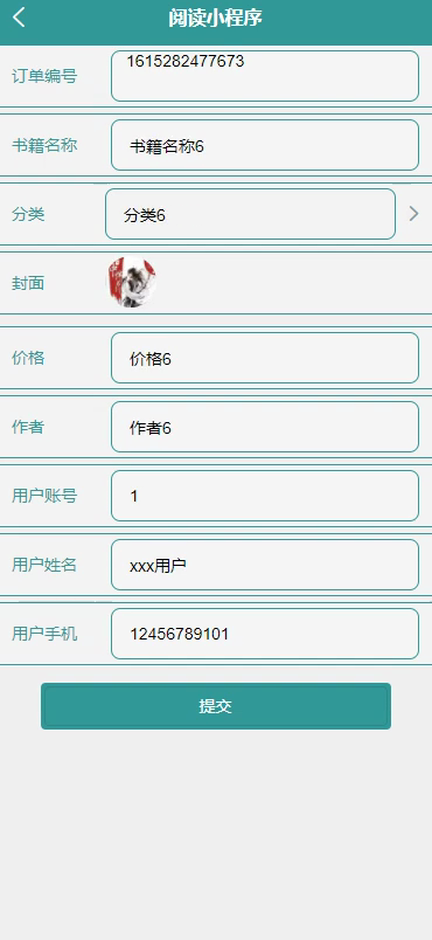 阅读小程序
订单编号 1615282477673
书籍名称 书籍名称6
分类 分类6
封面
价格 价格6
作者 作者6
用户账号 1
用户姓名 xxx用户
用户手机 12456789101
提交